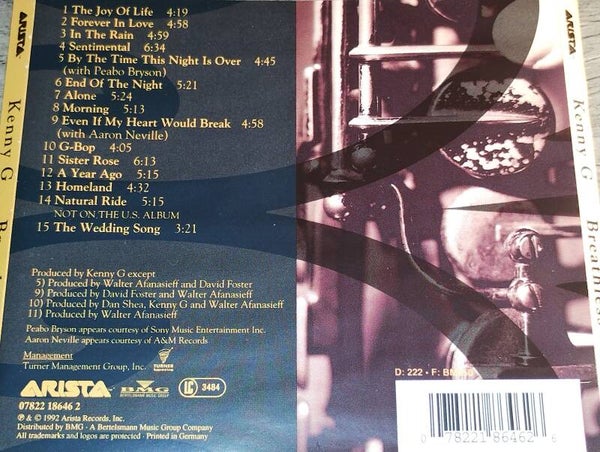 ARISTA
Kenny G
1 The Joy Of Life 4:19
2 Forever In Love 4:58
3 In The Rain 4:59
4 Sentimental 6:34
5 By The Time This Night Is Over 4:45
(with Peabo Bryson)
6 End Of The Night 5:21
7 Alone 5:24
8 Morning 5:13
9 Even If My Heart Would Break 4:58
(with Aaron Neville)
10 G-Bop 4:05
11 Sister Rose 6:13
12 A Year Ago 5:15
13 Homeland 4:32
14 Natural Ride 5:15
NOT ON THE U.S. ALBUM
15 The Wedding Song 3:21
Produced by Kenny G except
5) Produced by Walter Afanasieff and David Foster
9) Produced by David Foster and Walter Afanasieff
10) Produced by Dan Shea, Kenny G and Walter Afanasieff
11) Produced by Walter Afanasieff
Peabo Bryson appears courtesy of Sony Music Entertainment Inc.
Aaron Neville appears courtesy of A&M Records
Management
Turner Management Group, Inc.
TURNER
ARISTA
BMG
BERTELSMANN MUSIC GROUP
LC 3484
07822 18646 2
℗ & © 1992 Arista Records, Inc.
Distributed by BMG · A Bertelsmann Music Group Company
All trademarks and logos are protected · Printed in Germany
D: 222 · F:
0 78221 86462 6
ARISTA
Kenny G